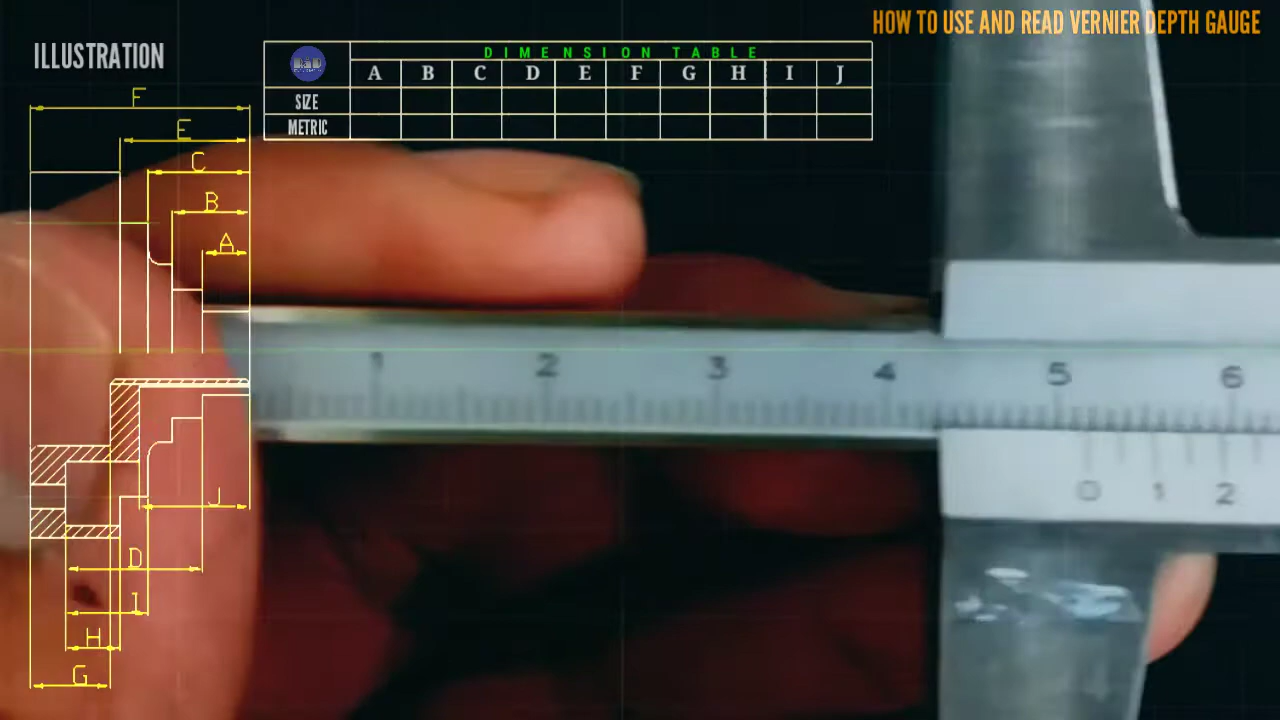 HOW TO USE AND READ VERNIER DEPTH GAUGE
ILLUSTRATION
DIMENSION TABLE
A B C D E F G H I J
SIZE
METRIC
F
E
C
B
A
J
D
I
H
G
1 2 3 4 5 6
0 1 2